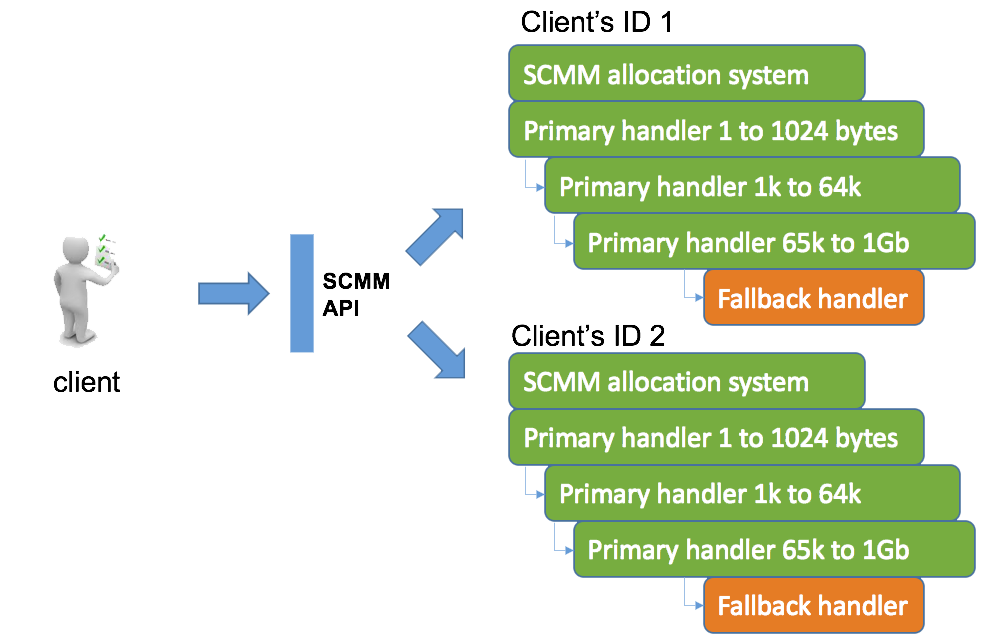 Client's ID 1
SCMM allocation system
Primary handler 1 to 1024 bytes
Primary handler 1k to 64k
Primary handler 65k to 1Gb
Fallback handler
client
SCMM
API
Client's ID 2
SCMM allocation system
Primary handler 1 to 1024 bytes
Primary handler 1k to 64k
Primary handler 65k to 1Gb
Fallback handler